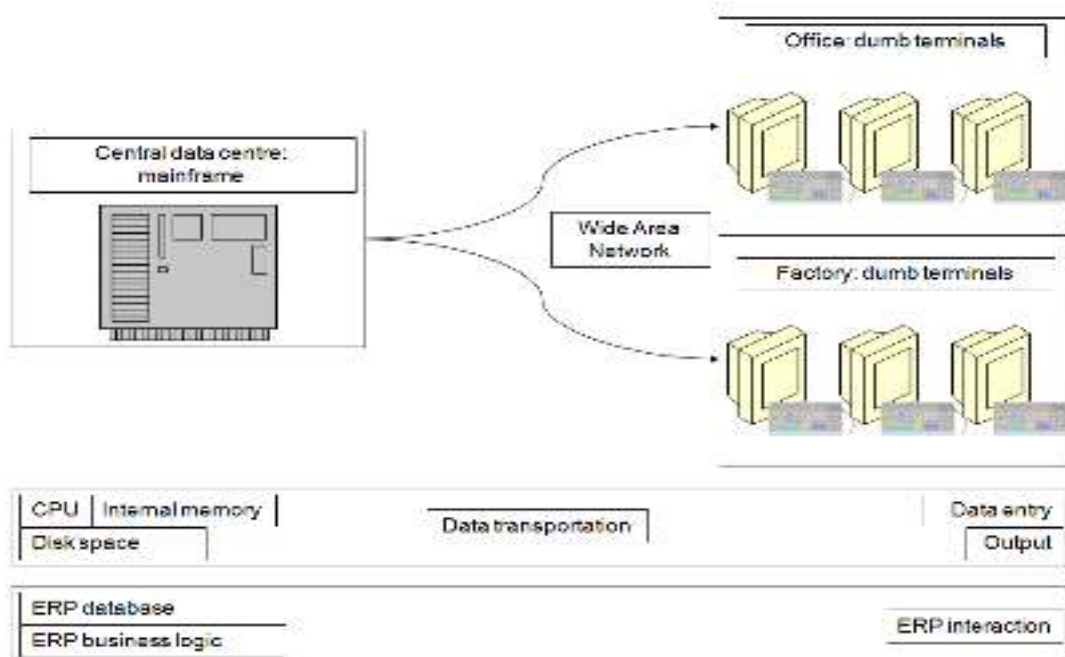 Office: dumb terminals
Central data centre:
mainframe
Wide Area
Network
Factory: dumb terminals
CPU
Internal memory
Data transportation
Data entry
Disk space
Output
ERP database
ERP business logic
ERP interaction